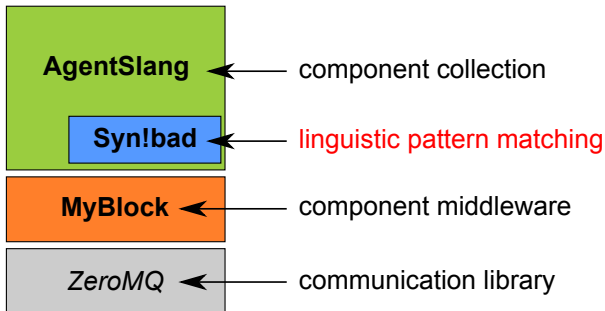 AgentSlang
component collection
Syn!bad
linguistic pattern matching
MyBlock
component middleware
ZeroMQ
communication library